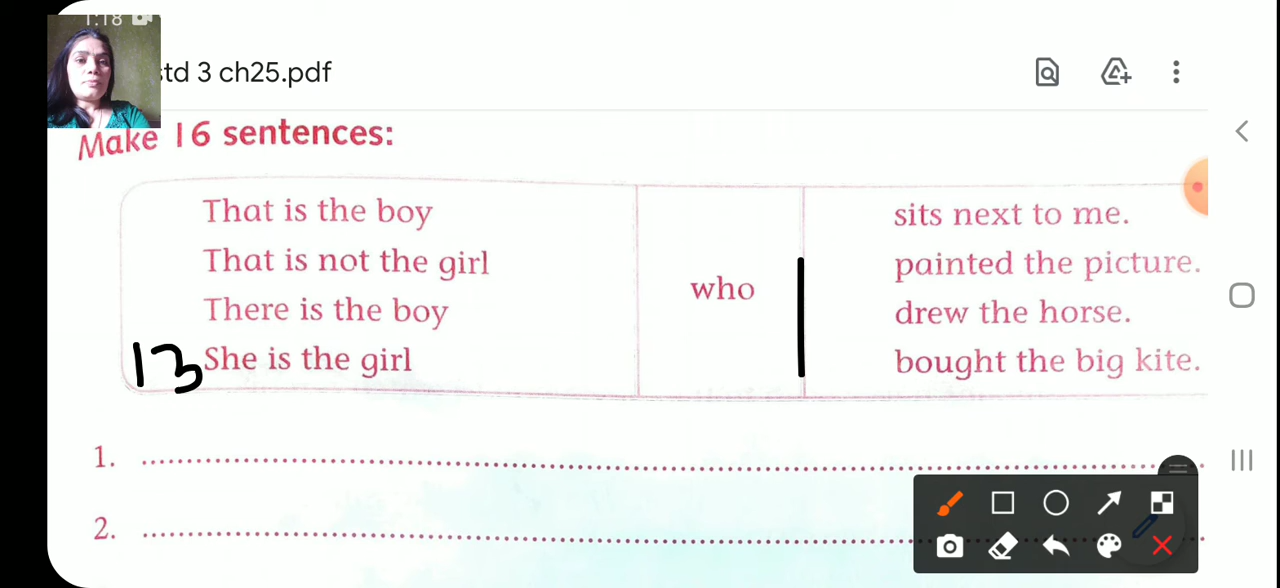 1:18
std 3 ch25.pdf
Make 16 sentences:
That is the boy
sits next to me.
That is not the girl
painted the picture.
who
There is the boy
drew the horse.
13 She is the girl
bought the big kite.
1.
2.